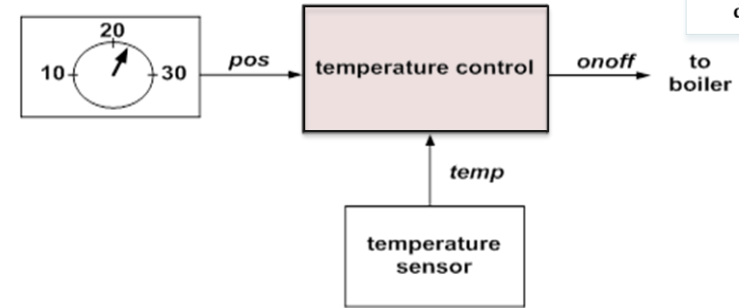 20
10
30
pos
temperature control
onoff
to
boiler
temp
temperature
sensor